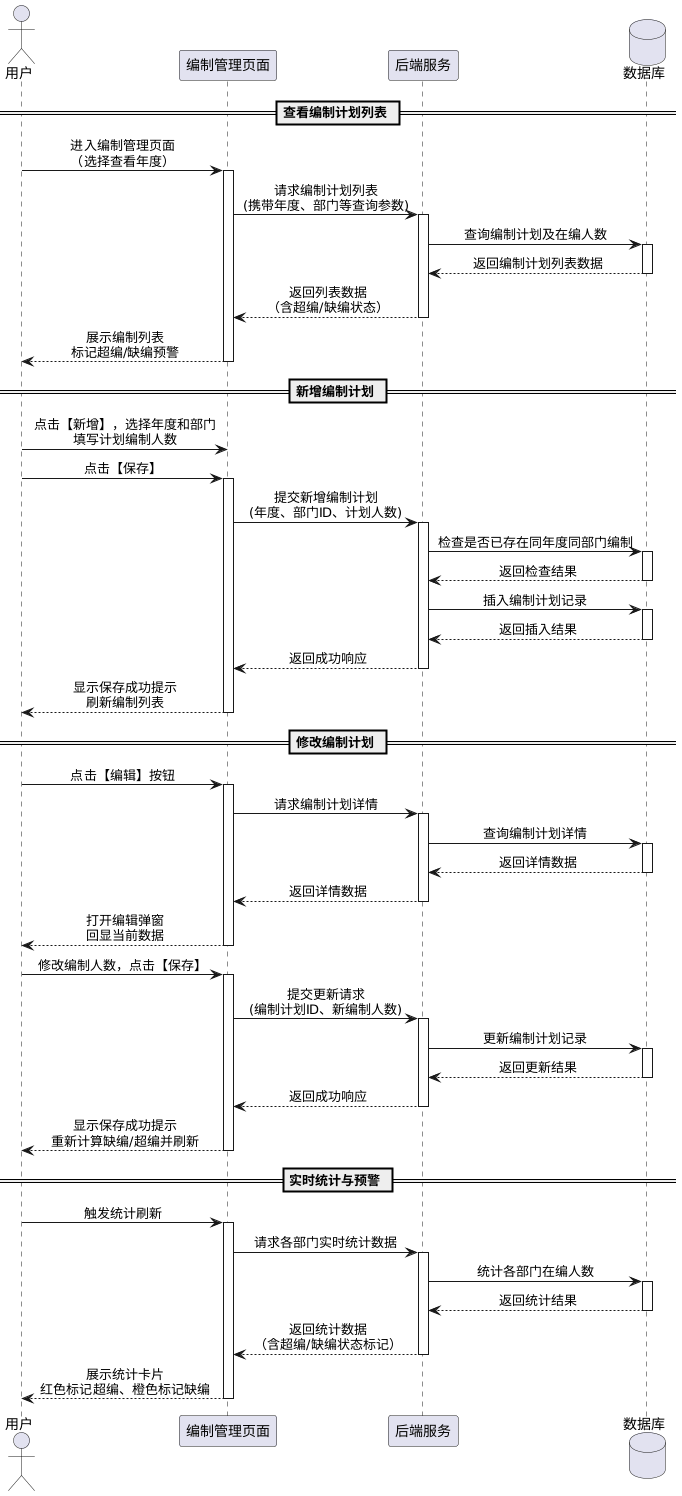 用户
编制管理页面
后端服务
数据库
查看编制计划列表
进入编制管理页面
（选择查看年度）
请求编制计划列表
(携带年度、部门等查询参数)
查询编制计划及在编人数
返回编制计划列表数据
返回列表数据
（含超编/缺编状态）
展示编制列表
标记超编/缺编预警
新增编制计划
点击【新增】，选择年度和部门
填写计划编制人数
点击【保存】
提交新增编制计划
(年度、部门ID、计划人数)
检查是否已存在同年度同部门编制
返回检查结果
插入编制计划记录
返回插入结果
返回成功响应
显示保存成功提示
刷新编制列表
修改编制计划
点击【编辑】按钮
请求编制计划详情
查询编制计划详情
返回详情数据
返回详情数据
打开编辑弹窗
回显当前数据
修改编制人数，点击【保存】
提交更新请求
(编制计划ID、新编制人数)
更新编制计划记录
返回更新结果
返回成功响应
显示保存成功提示
重新计算缺编/超编并刷新
实时统计与预警
触发统计刷新
请求各部门实时统计数据
统计各部门在编人数
返回统计结果
返回统计数据
（含超编/缺编状态标记）
展示统计卡片
红色标记超编、橙色标记缺编
用户
编制管理页面
后端服务
数据库